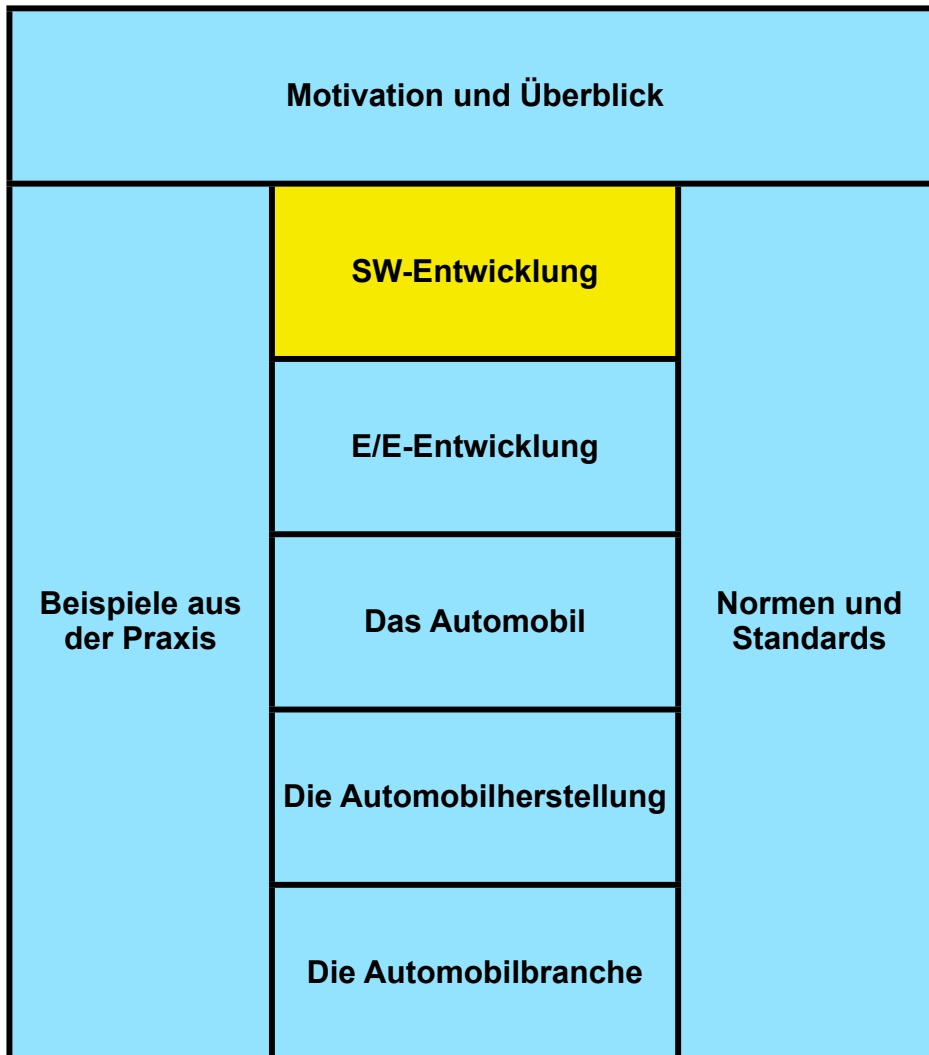 Motivation und Überblick
SW-Entwicklung
E/E-Entwicklung
Beispiele aus
der Praxis
Das Automobil
Normen und
Standards
Die Automobilherstellung
Die Automobilbranche